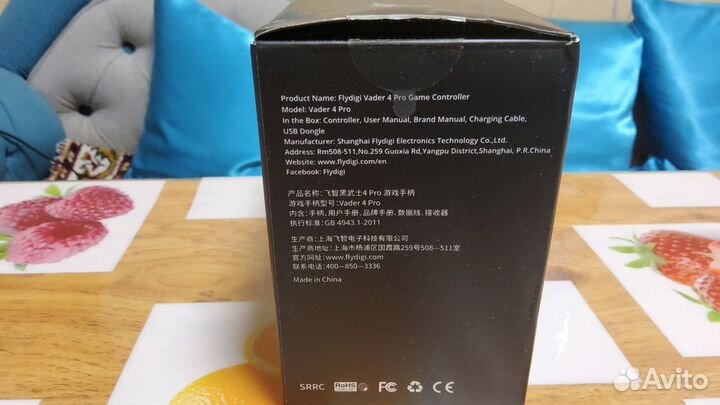 Product Name: Flydigi Vader 4 Pro Game Controller
Model: Vader 4 Pro
In the Box: Controller, User Manual, Brand Manual, Charging Cable,
USB Dongle
Manufacturer: Shanghai Flydigi Electronics Technology Co., Ltd.
Address: Rm508-511,No.259 Guoxia Rd,Yangpu District,Shanghai, P.R.China
Website: www.flydigi.com/en
Facebook: Flydigi
产品名称: 飞智黑武士4 Pro 游戏手柄
游戏手柄型号: Vader 4 Pro
内含: 手柄、用户手册、品牌手册、数据线、接收器
执行标准: GB 4943.1-2011
生产商: 上海飞智电子科技有限公司
生产商地址: 上海市杨浦区国霞路259号508-511室
官方网址: www.flydigi.com
联系电话: 400-850-3336
Made in China
SRRC RoHS FC CE
Avito